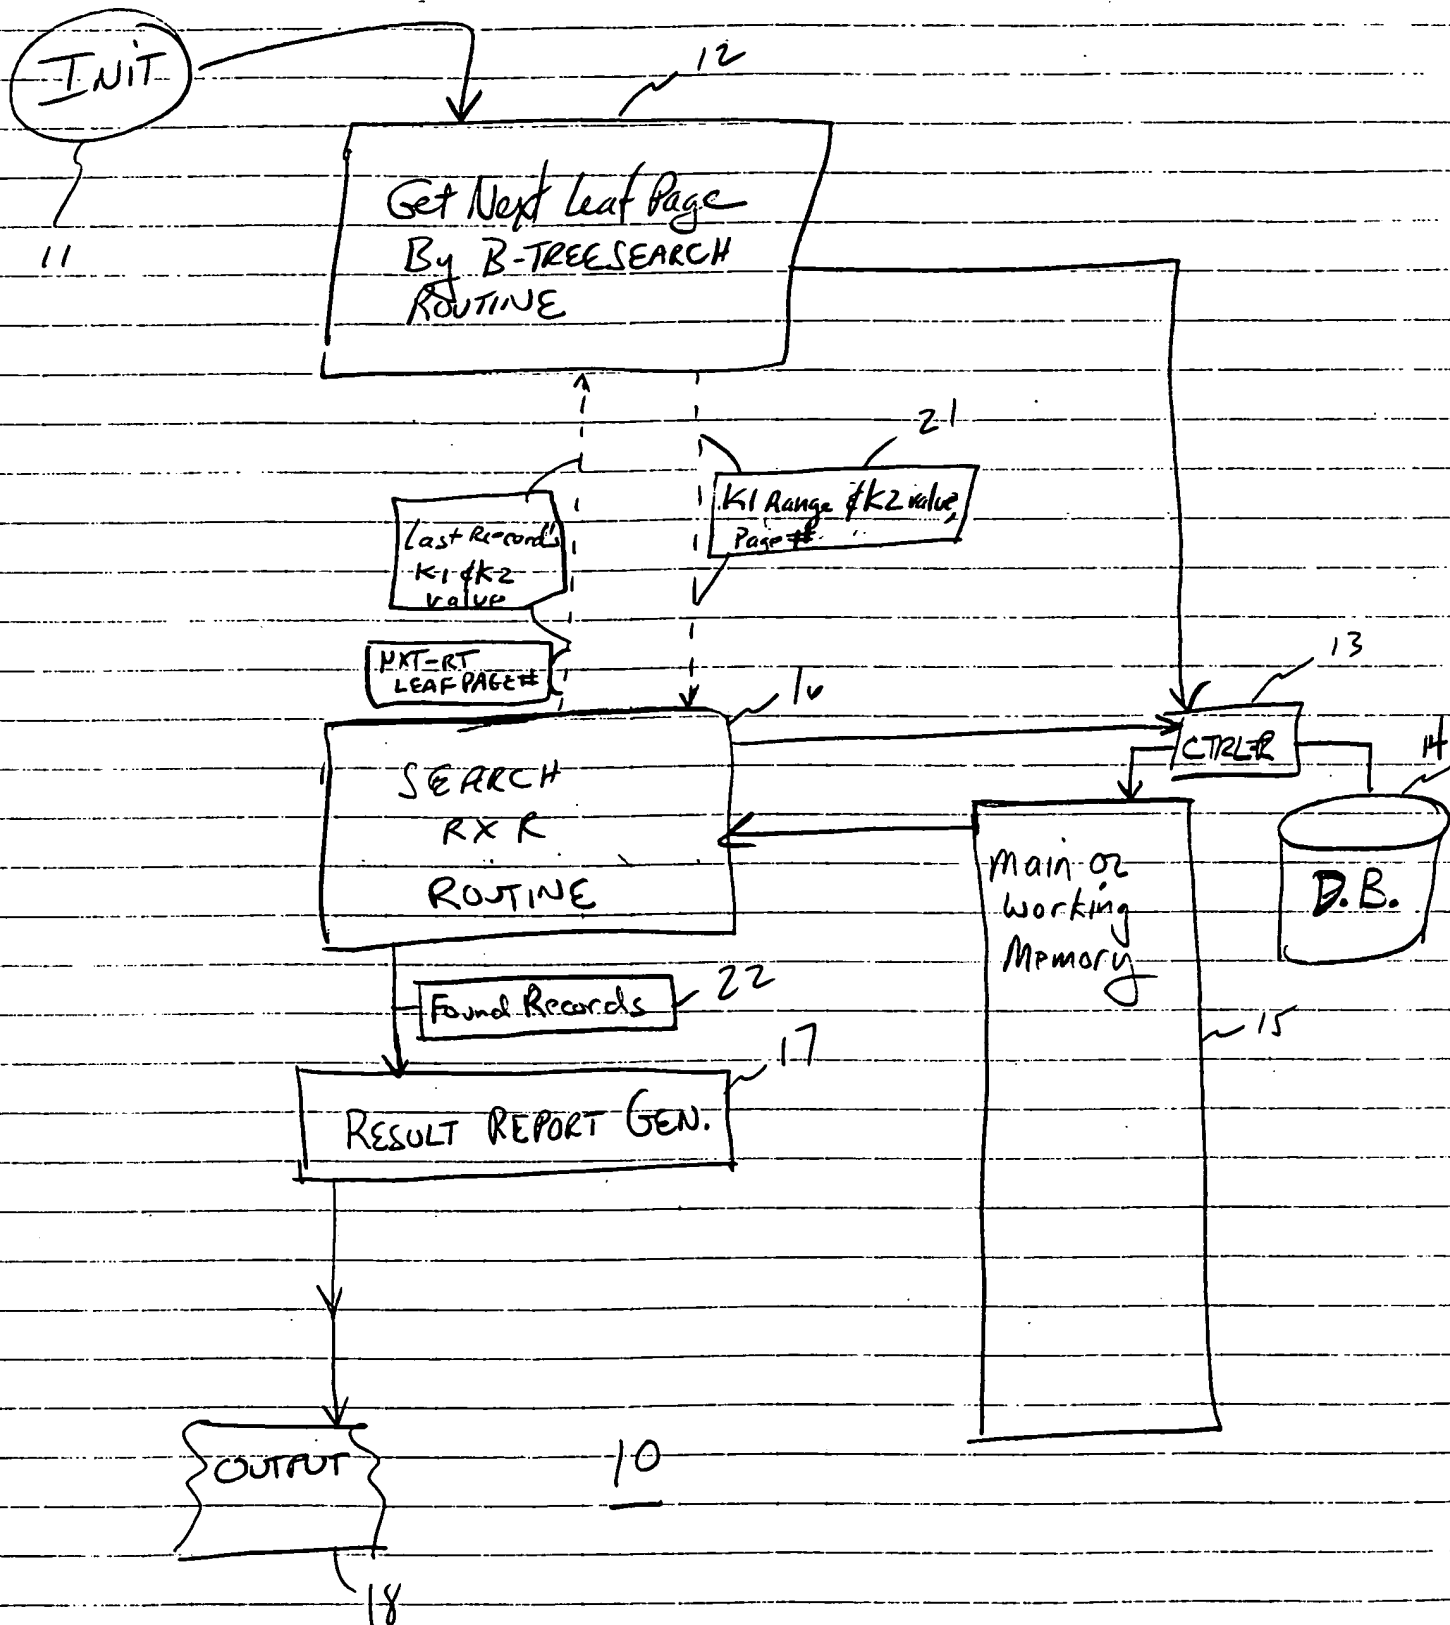 INIT
12
11
Get Next Leaf Page
By B-TREESEARCH
ROUTINE
21
K1 Range & K2 value,
Page #
Last Record's
K1 & K2
value
NXT-RT
LEAF PAGE #
16
13
CTRLER
14
D.B.
SEARCH
RXR
ROUTINE
Main or
working
Memory
15
Found Records
22
17
RESULT REPORT GEN.
OUTPUT
10
18